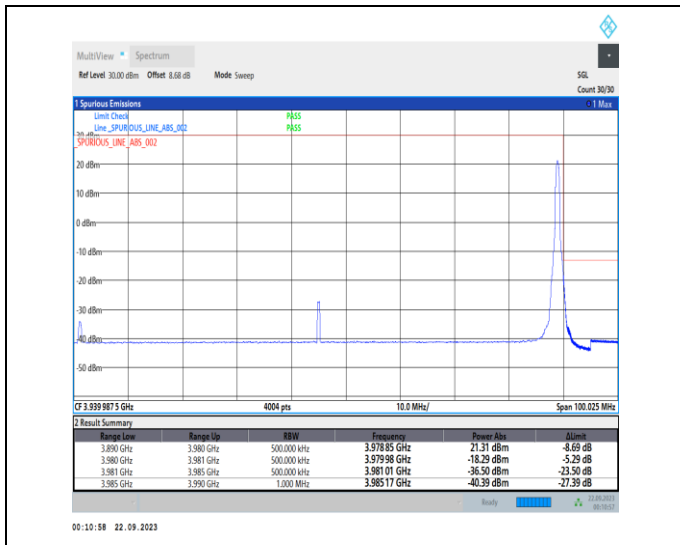 MultiView Spectrum
Ref Level 30.00 dBm Offset 8.68 dB Mode Sweep SGL
Count 30/30
1 Spurious Emissions 1 Max
Limit Check PASS
Line _SPURIOUS_LINE_ABS_002 PASS
30 dBm
_SPURIOUS_LINE_ABS_002
20 dBm
10 dBm
0 dBm
-10 dBm
-20 dBm
-30 dBm
-40 dBm
-50 dBm
CF 3.939 987 5 GHz 4004 pts 10.0 MHz/ Span 100.025 MHz
2 Result Summary
Range Low Range Up RBW Frequency Power Abs ΔLimit
3.890 GHz 3.980 GHz 500.000 kHz 3.978 85 GHz 21.31 dBm -8.69 dB
3.980 GHz 3.981 GHz 500.000 kHz 3.979 98 GHz -18.29 dBm -5.29 dB
3.981 GHz 3.985 GHz 500.000 kHz 3.981 01 GHz -36.50 dBm -23.50 dB
3.985 GHz 3.990 GHz 1.000 MHz 3.985 17 GHz -40.39 dBm -27.39 dB
Ready 22.09.2023
00:10:57
00:10:58 22.09.2023